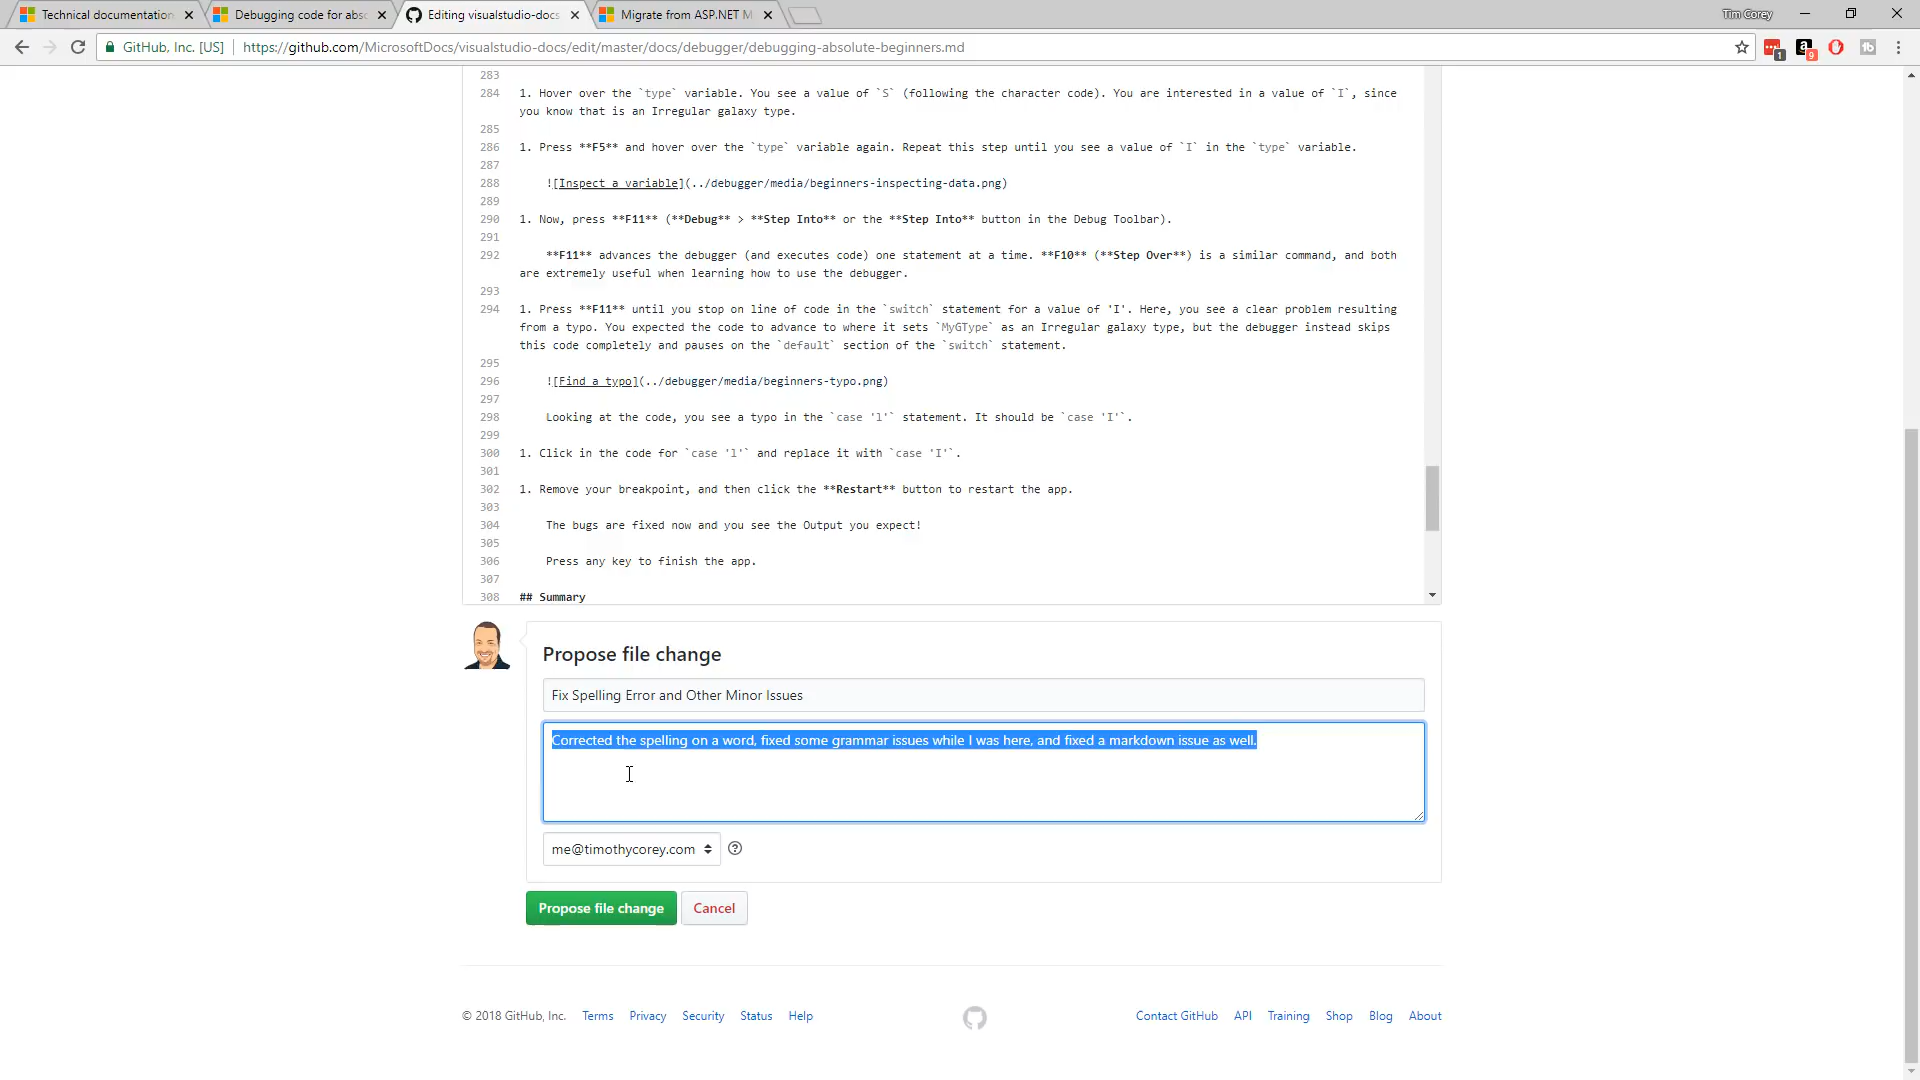 Technical documentation
Debugging code for abso
Editing visualstudio-docs
Migrate from ASP.NET M
Tim Corey
GitHub, Inc. [US]
https://github.com/MicrosoftDocs/visualstudio-docs/edit/master/docs/debugger/debugging-absolute-beginners.md
1
9
283
284 1. Hover over the `type` variable. You see a value of `S` (following the character code). You are interested in a value of `I`, since
you know that is an Irregular galaxy type.
285
286 1. Press **F5** and hover over the `type` variable again. Repeat this step until you see a value of `I` in the `type` variable.
287
288 ![Inspect a variable](../debugger/media/beginners-inspecting-data.png)
289
290 1. Now, press **F11** (**Debug** > **Step Into** or the **Step Into** button in the Debug Toolbar).
291
292 **F11** advances the debugger (and executes code) one statement at a time. **F10** (**Step Over**) is a similar command, and both
are extremely useful when learning how to use the debugger.
293
294 1. Press **F11** until you stop on line of code in the `switch` statement for a value of 'I'. Here, you see a clear problem resulting
from a typo. You expected the code to advance to where it sets `MyGType` as an Irregular galaxy type, but the debugger instead skips
this code completely and pauses on the `default` section of the `switch` statement.
295
296 ![Find a typo](../debugger/media/beginners-typo.png)
297
298 Looking at the code, you see a typo in the `case 'l'` statement. It should be `case 'I'`.
299
300 1. Click in the code for `case 'l'` and replace it with `case 'I'`.
301
302 1. Remove your breakpoint, and then click the **Restart** button to restart the app.
303
304 The bugs are fixed now and you see the Output you expect!
305
306 Press any key to finish the app.
307
308 ## Summary
Propose file change
Fix Spelling Error and Other Minor Issues
Corrected the spelling on a word, fixed some grammar issues while I was here, and fixed a markdown issue as well.
me@timothycorey.com
Propose file change
Cancel
© 2018 GitHub, Inc. Terms Privacy Security Status Help
Contact GitHub API Training Shop Blog About